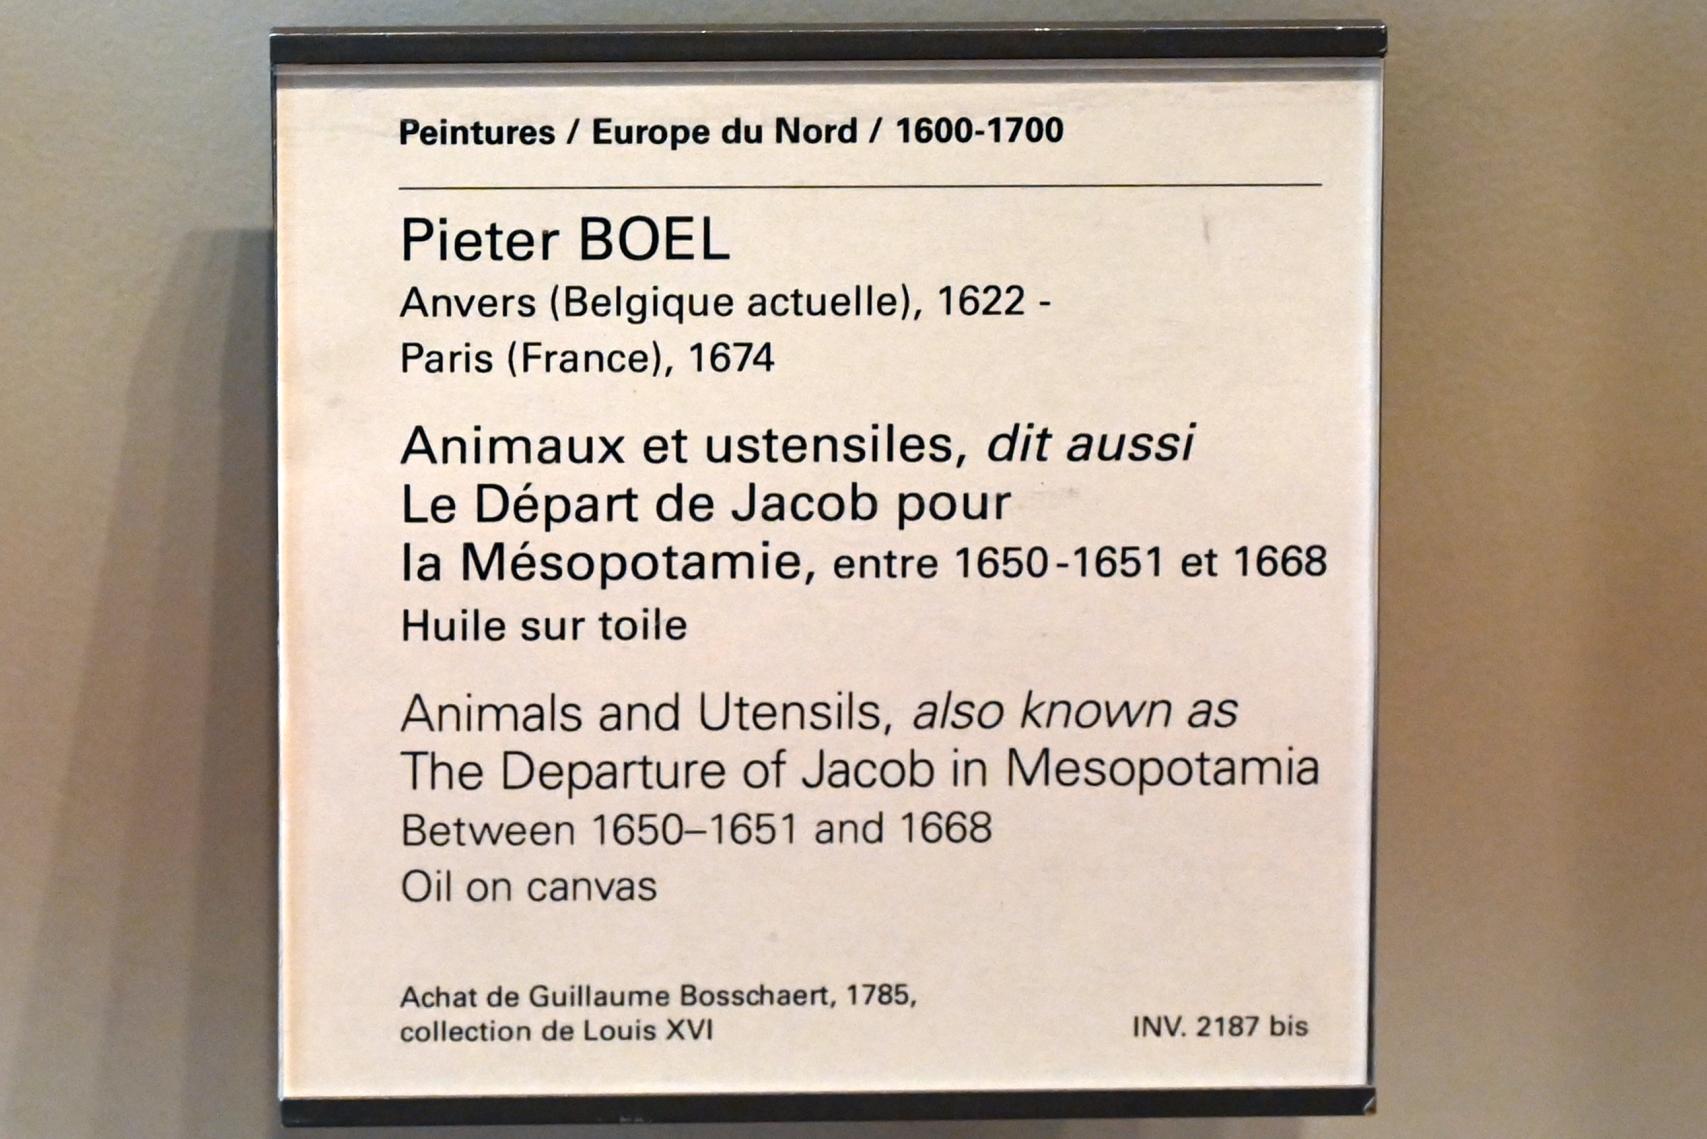 Peintures / Europe du Nord / 1600-1700
Pieter BOEL
Anvers (Belgique actuelle), 1622 -
Paris (France), 1674
Animaux et ustensiles, dit aussi
Le Départ de Jacob pour
la Mésopotamie, entre 1650-1651 et 1668
Huile sur toile
Animals and Utensils, also known as
The Departure of Jacob in Mesopotamia
Between 1650–1651 and 1668
Oil on canvas
Achat de Guillaume Bosschaert, 1785,
collection de Louis XVI
INV. 2187 bis